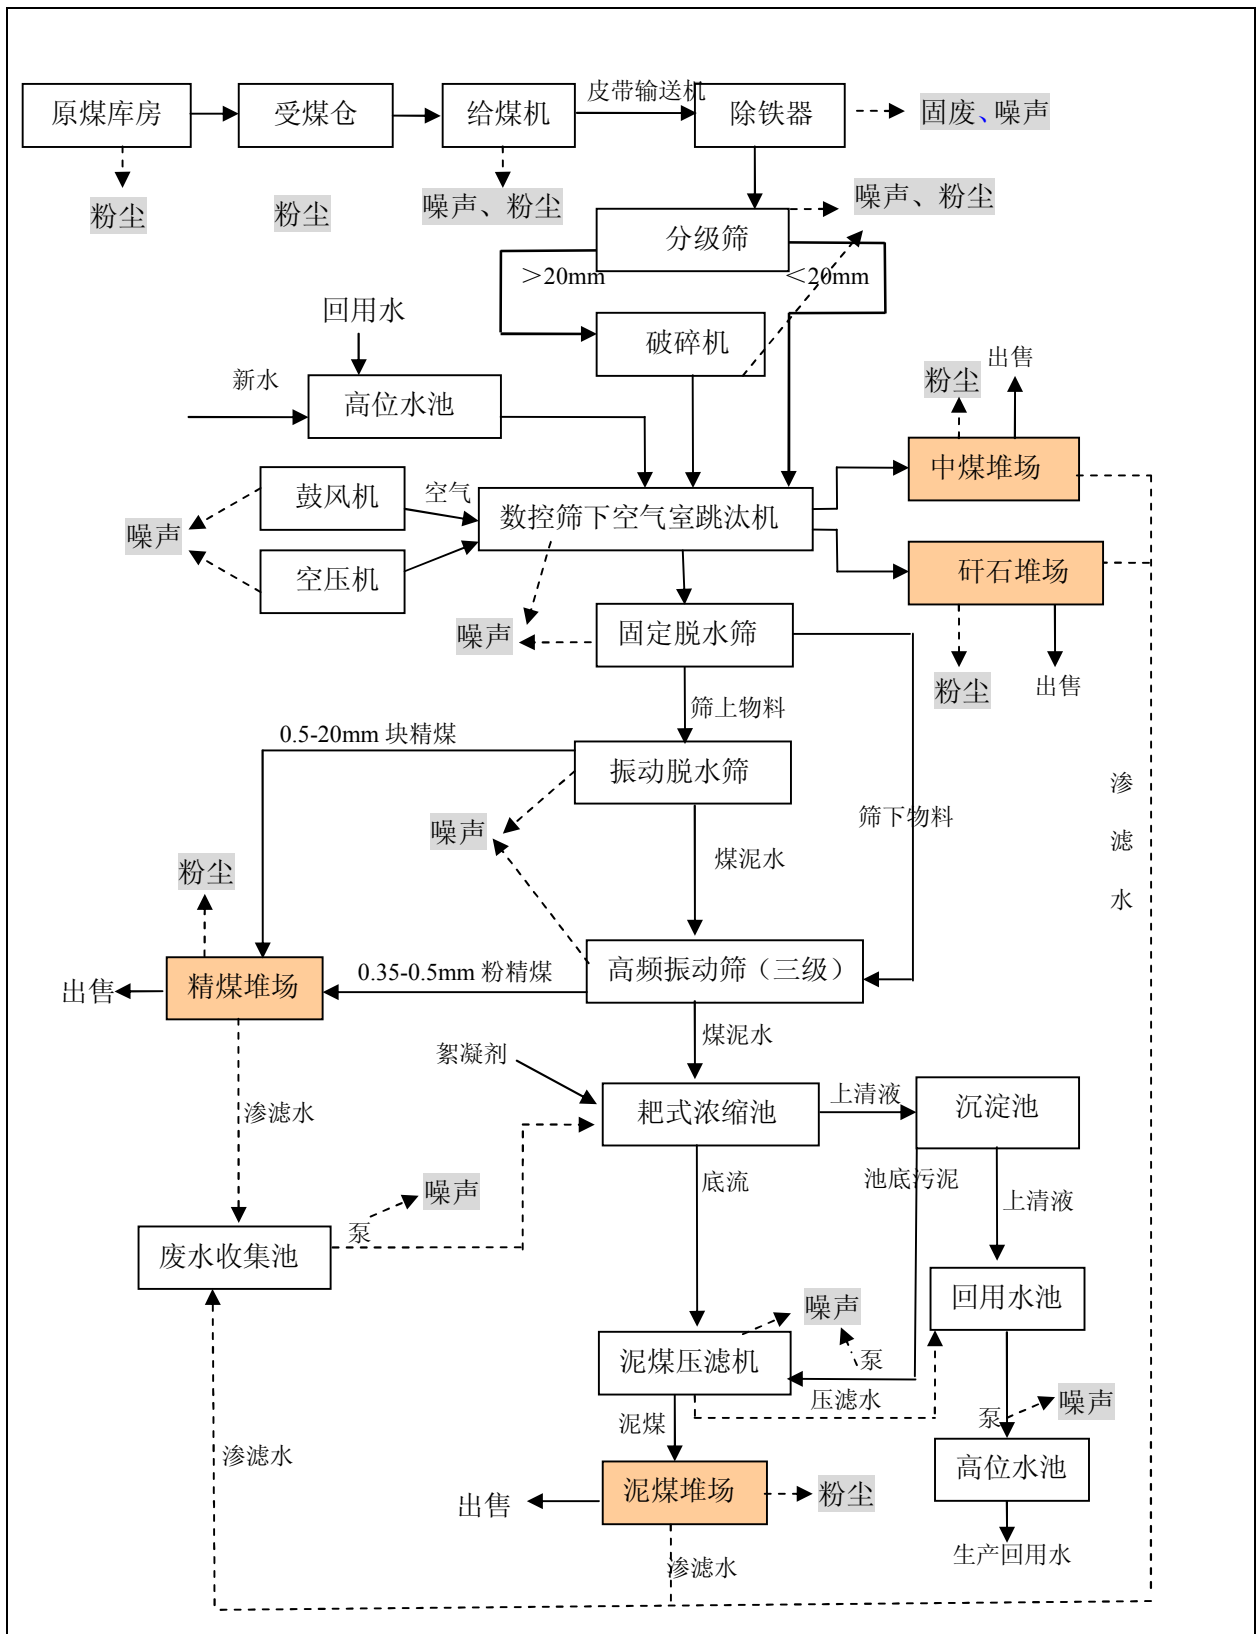 皮带输送机
原煤库房
受煤仓
给煤机
除铁器
固废、噪声
粉尘
粉尘
噪声、粉尘
噪声、粉尘
分级筛
＞20mm
＜20mm
回用水
破碎机
新水
高位水池
出售
粉尘
中煤堆场
鼓风机
空气
数控筛下空气室跳汰机
噪声
空压机
矸石堆场
噪声
固定脱水筛
粉尘
出售
筛上物料
0.5-20mm 块精煤
振动脱水筛
渗
滤
水
筛下物料
噪声
煤泥水
粉尘
精煤堆场
出售
0.35-0.5mm 粉精煤
高频振动筛（三级）
煤泥水
絮凝剂
耙式浓缩池
上清液
沉淀池
渗滤水
底流
池底污泥
上清液
噪声
泵
废水收集池
回用水池
噪声
泵
泥煤压滤机
压滤水
泥煤
泵
噪声
渗滤水
高位水池
泥煤堆场
粉尘
出售
渗滤水
生产回用水